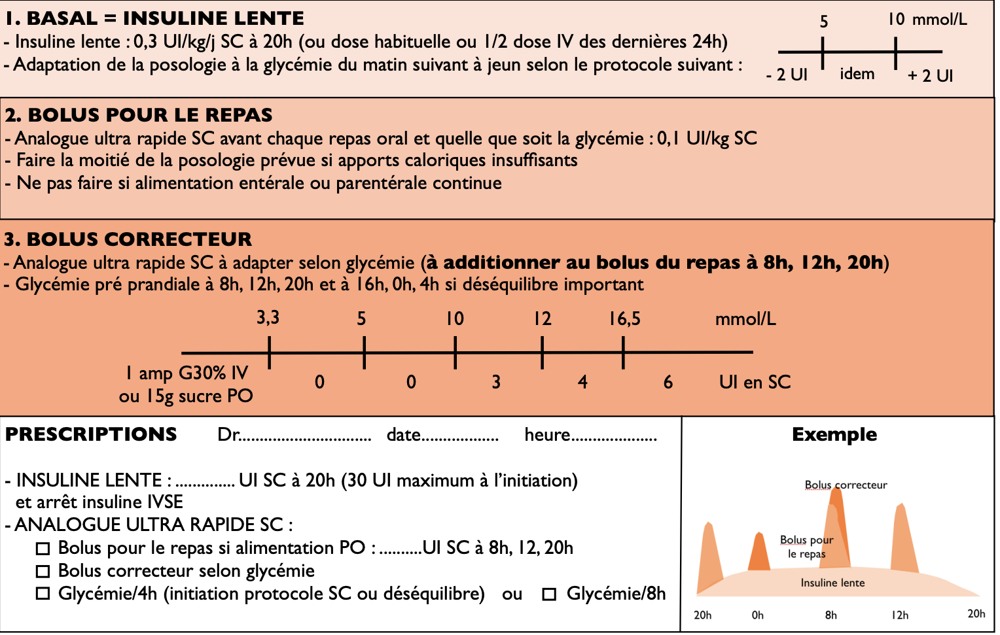 1. BASAL = INSULINE LENTE
- Insuline lente : 0,3 UI/kg/j SC à 20h (ou dose habituelle ou 1/2 dose IV des dernières 24h)
- Adaptation de la posologie à la glycémie du matin suivant à jeun selon le protocole suivant :
5 10 mmol/L
- 2 UI idem + 2 UI
2. BOLUS POUR LE REPAS
- Analogue ultra rapide SC avant chaque repas oral et quelle que soit la glycémie : 0,1 UI/kg SC
- Faire la moitié de la posologie prévue si apports caloriques insuffisants
- Ne pas faire si alimentation entérale ou parentérale continue
3. BOLUS CORRECTEUR
- Analogue ultra rapide SC à adapter selon glycémie (à additionner au bolus du repas à 8h, 12h, 20h)
- Glycémie pré prandiale à 8h, 12h, 20h et à 16h, 0h, 4h si déséquilibre important
3,3 5 10 12 16,5 mmol/L
1 amp G30% IV
ou 15g sucre PO
0 0 3 4 6 UI en SC
PRESCRIPTIONS Dr............................... date.................. heure....................
- INSULINE LENTE : .............. UI SC à 20h (30 UI maximum à l'initiation)
et arrêt insuline IVSE
- ANALOGUE ULTRA RAPIDE SC :
Bolus pour le repas si alimentation PO : ..........UI SC à 8h, 12, 20h
Bolus correcteur selon glycémie
Glycémie/4h (initiation protocole SC ou déséquilibre) ou Glycémie/8h
Exemple
Bolus correcteur
Bolus pour
le repas
Insuline lente
20h 0h 8h 12h 20h